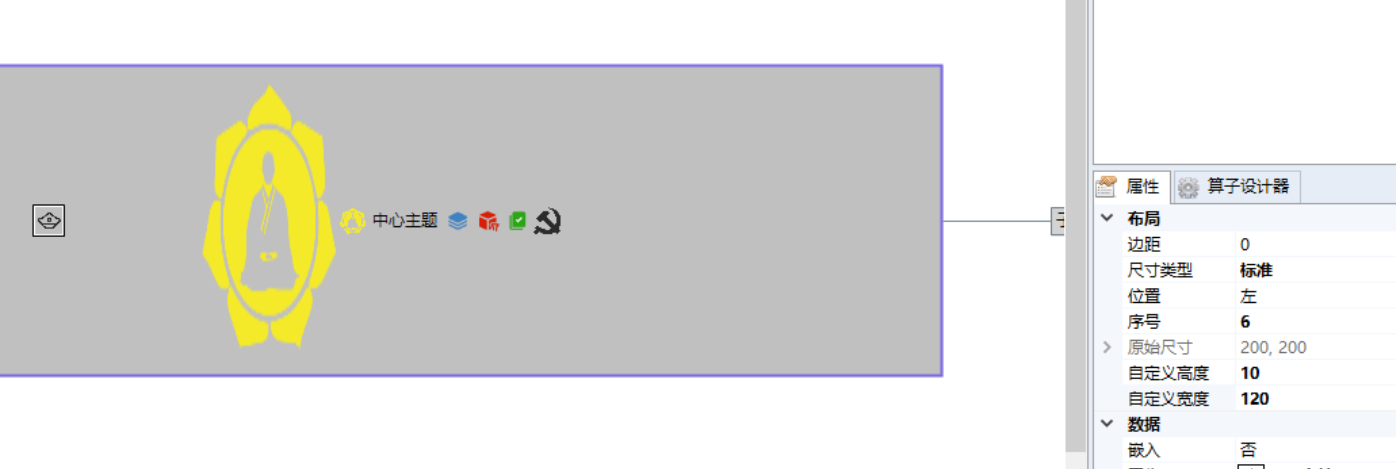 中心主题
属性 算子设计器
布局
边距 0
尺寸类型 标准
位置 左
序号 6
原始尺寸 200, 200
自定义高度 10
自定义宽度 120
数据
嵌入 否